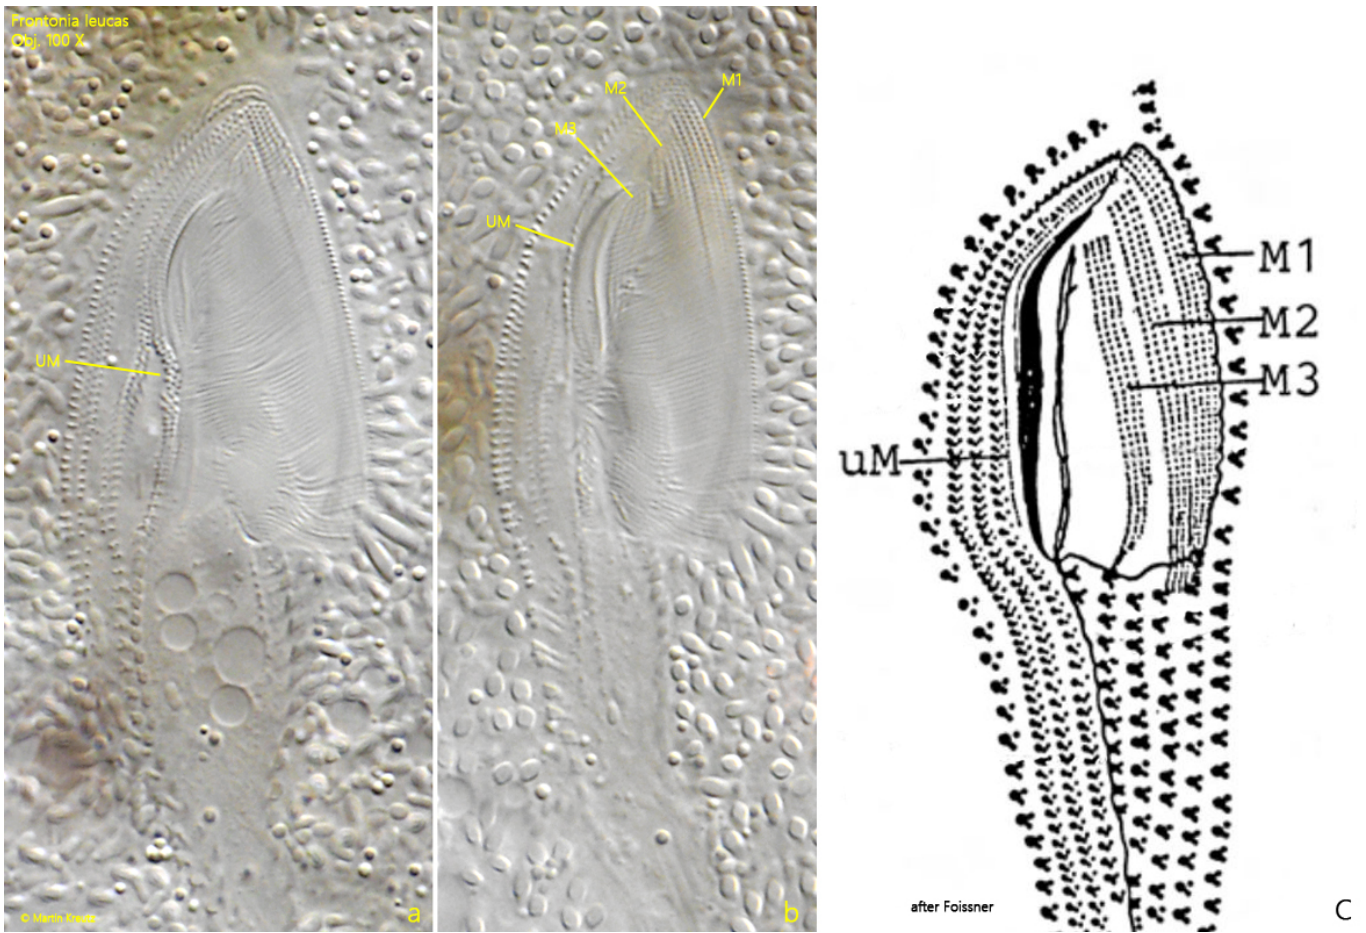 Frontonia leucas
Obj. 100 X
UM
© Martin Kreutz
a
M1
M2
M3
UM
b
M1
M2
M3
uM
after Foissner
C